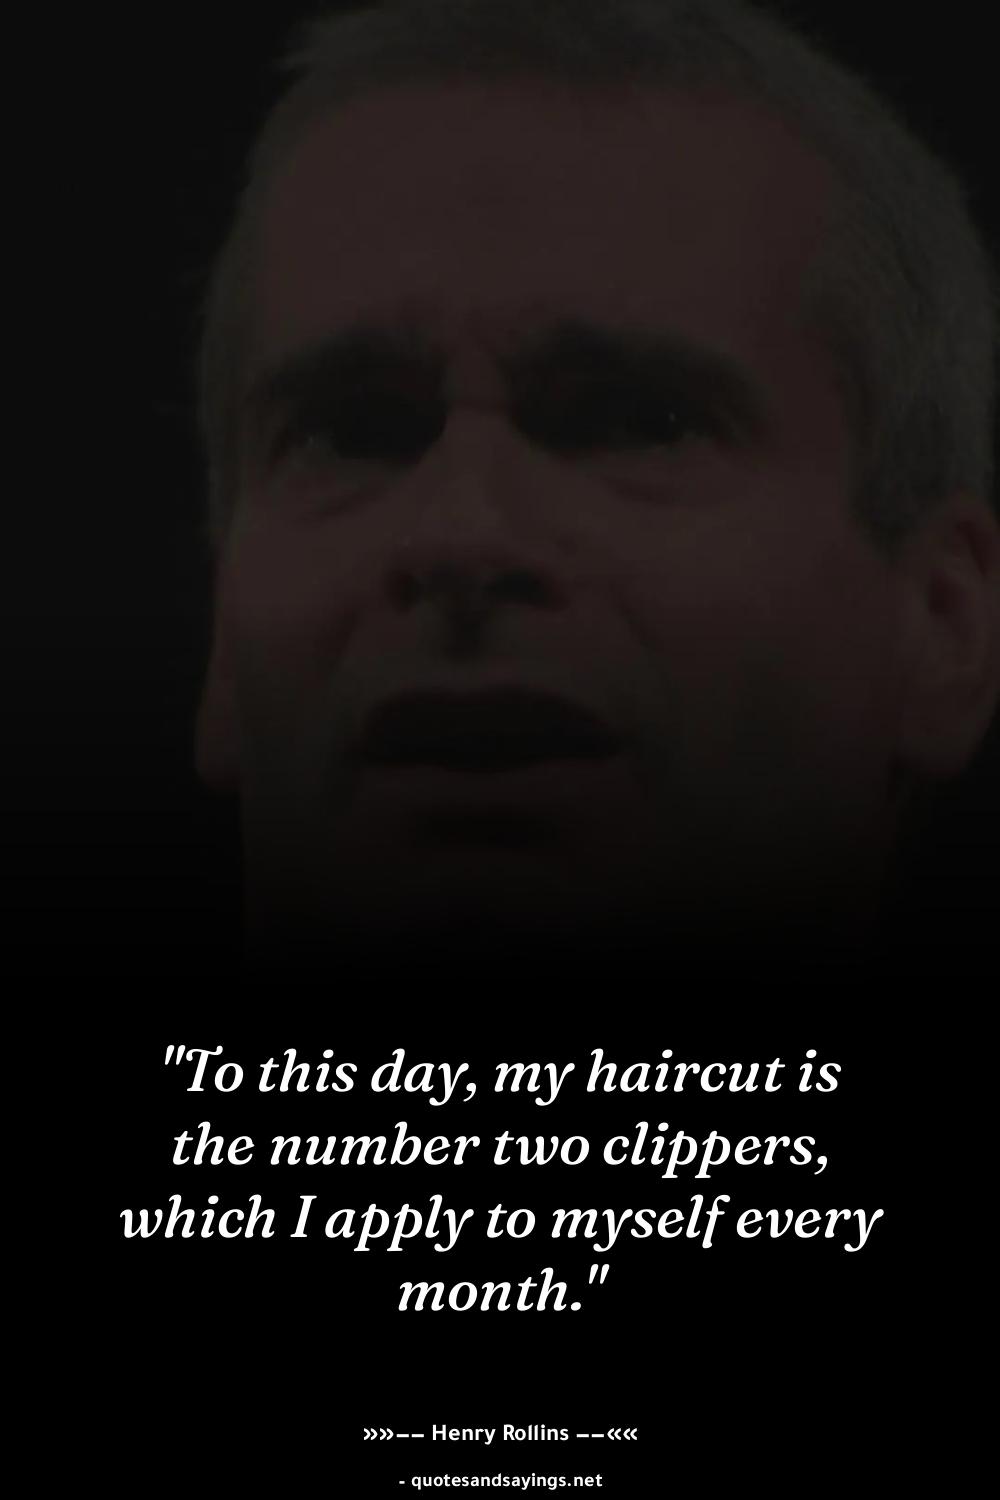 "To this day, my haircut is
the number two clippers,
which I apply to myself every
month."
»»−− Henry Rollins −−««
- quotesandsayings.net